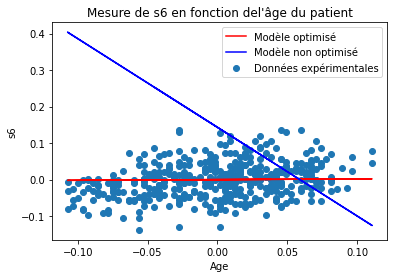 Mesure de s6 en fonction del'âge du patient
Modèle optimisé
Modèle non optimisé
Données expérimentales
s6
0.4
0.3
0.2
0.1
0.0
−0.1
−0.10
−0.05
0.00
0.05
0.10
Age